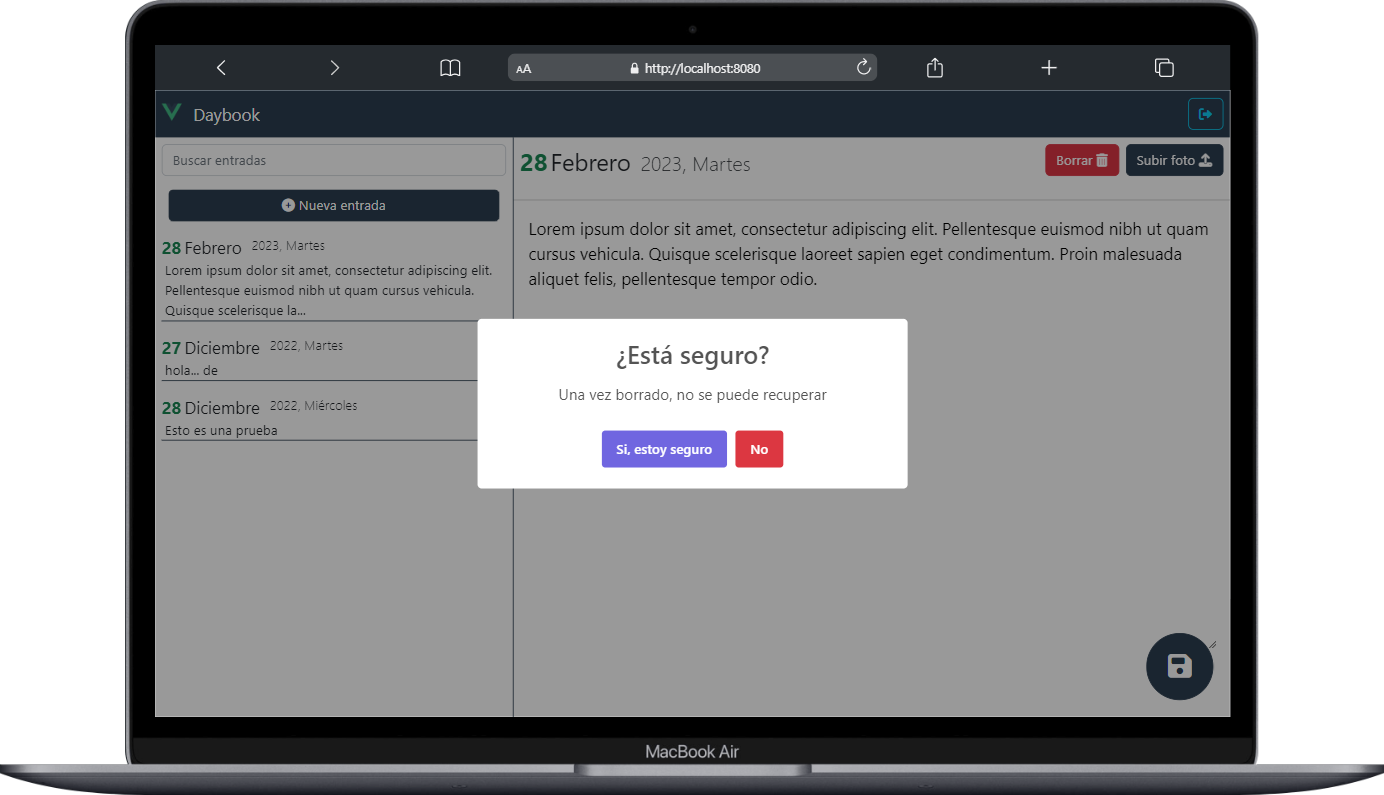 AA http://localhost:8080
Daybook
Buscar entradas
Nueva entrada
28 Febrero 2023, Martes
Lorem ipsum dolor sit amet, consectetur adipiscing elit.
Pellentesque euismod nibh ut quam cursus vehicula.
Quisque scelerisque la...
27 Diciembre 2022, Martes
hola... de
28 Diciembre 2022, Miércoles
Esto es una prueba
28 Febrero 2023, Martes
Borrar
Subir foto
Lorem ipsum dolor sit amet, consectetur adipiscing elit. Pellentesque euismod nibh ut quam
cursus vehicula. Quisque scelerisque laoreet sapien eget condimentum. Proin malesuada
aliquet felis, pellentesque tempor odio.
¿Está seguro?
Una vez borrado, no se puede recuperar
Si, estoy seguro
No
MacBook Air